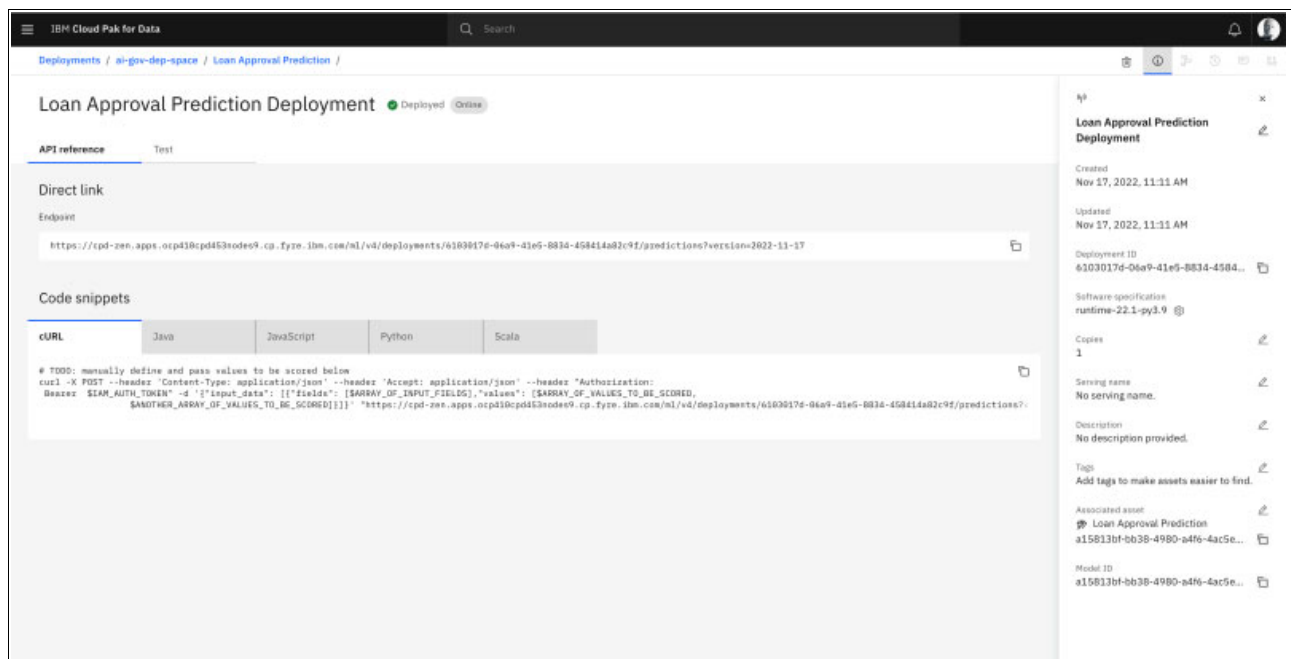 IBM Cloud Pak for Data
Search
Deployments / ai-gov-dep-space / Loan Approval Prediction /
Loan Approval Prediction Deployment Deployed Online
API reference Test
Direct link
Endpoint
https://cpd-zen.apps.ocp410cpd453nodes9.cp.fyre.ibm.com/ml/v4/deployments/6103017d-06a9-41e5-8834-458414a82c9f/predictions?version=2022-11-17
Code snippets
cURL Java JavaScript Python Scala
# TODO: manually define and pass values to be scored below
curl -X POST --header 'Content-Type: application/json' --header 'Accept: application/json' --header "Authorization:
Bearer $IAM_AUTH_TOKEN" -d '{"input_data": [{"fields": [$ARRAY_OF_INPUT_FIELDS],"values": [$ARRAY_OF_VALUES_TO_BE_SCORED,
$ANOTHER_ARRAY_OF_VALUES_TO_BE_SCORED]}]}' "https://cpd-zen.apps.ocp410cpd453nodes9.cp.fyre.ibm.com/ml/v4/deployments/6103017d-06a9-41e5-8834-458414a82c9f/predictions?
Loan Approval Prediction
Deployment
Created
Nov 17, 2022, 11:11 AM
Updated
Nov 17, 2022, 11:11 AM
Deployment ID
6103017d-06a9-41e5-8834-4584...
Software specification
runtime-22.1-py3.9
Copies
1
Serving name
No serving name.
Description
No description provided.
Tags
Add tags to make assets easier to find.
Associated asset
Loan Approval Prediction
a15813bf-bb38-4980-a4f6-4ac5e...
Model ID
a15813bf-bb38-4980-a4f6-4ac5e...